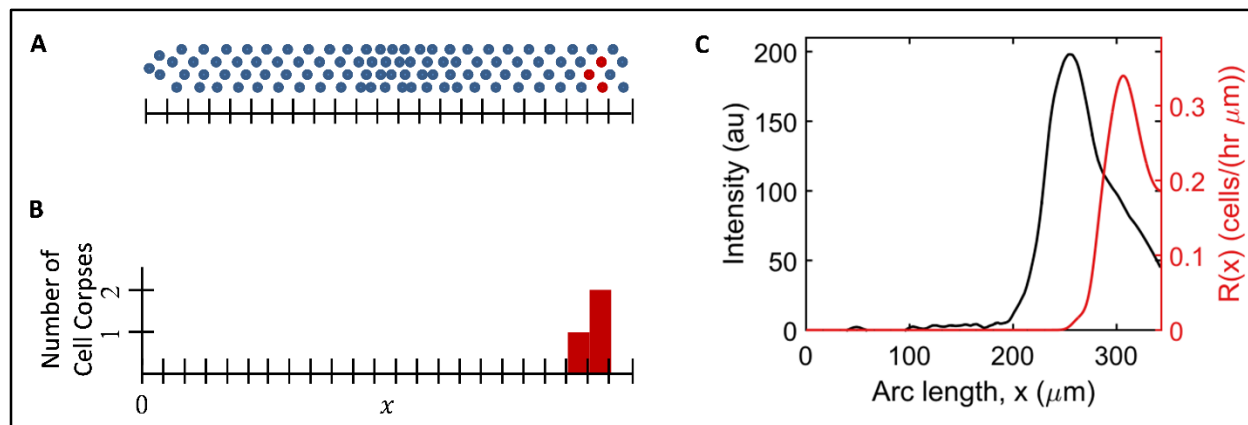 A
B
Number of
Cell Corpses
2
1
0
x
C
Intensity (au)
200
150
100
50
0
0 100 200 300
Arc length, x (μm)
0.3
0.2
0.1
0
R(x) (cells/(hr μm))